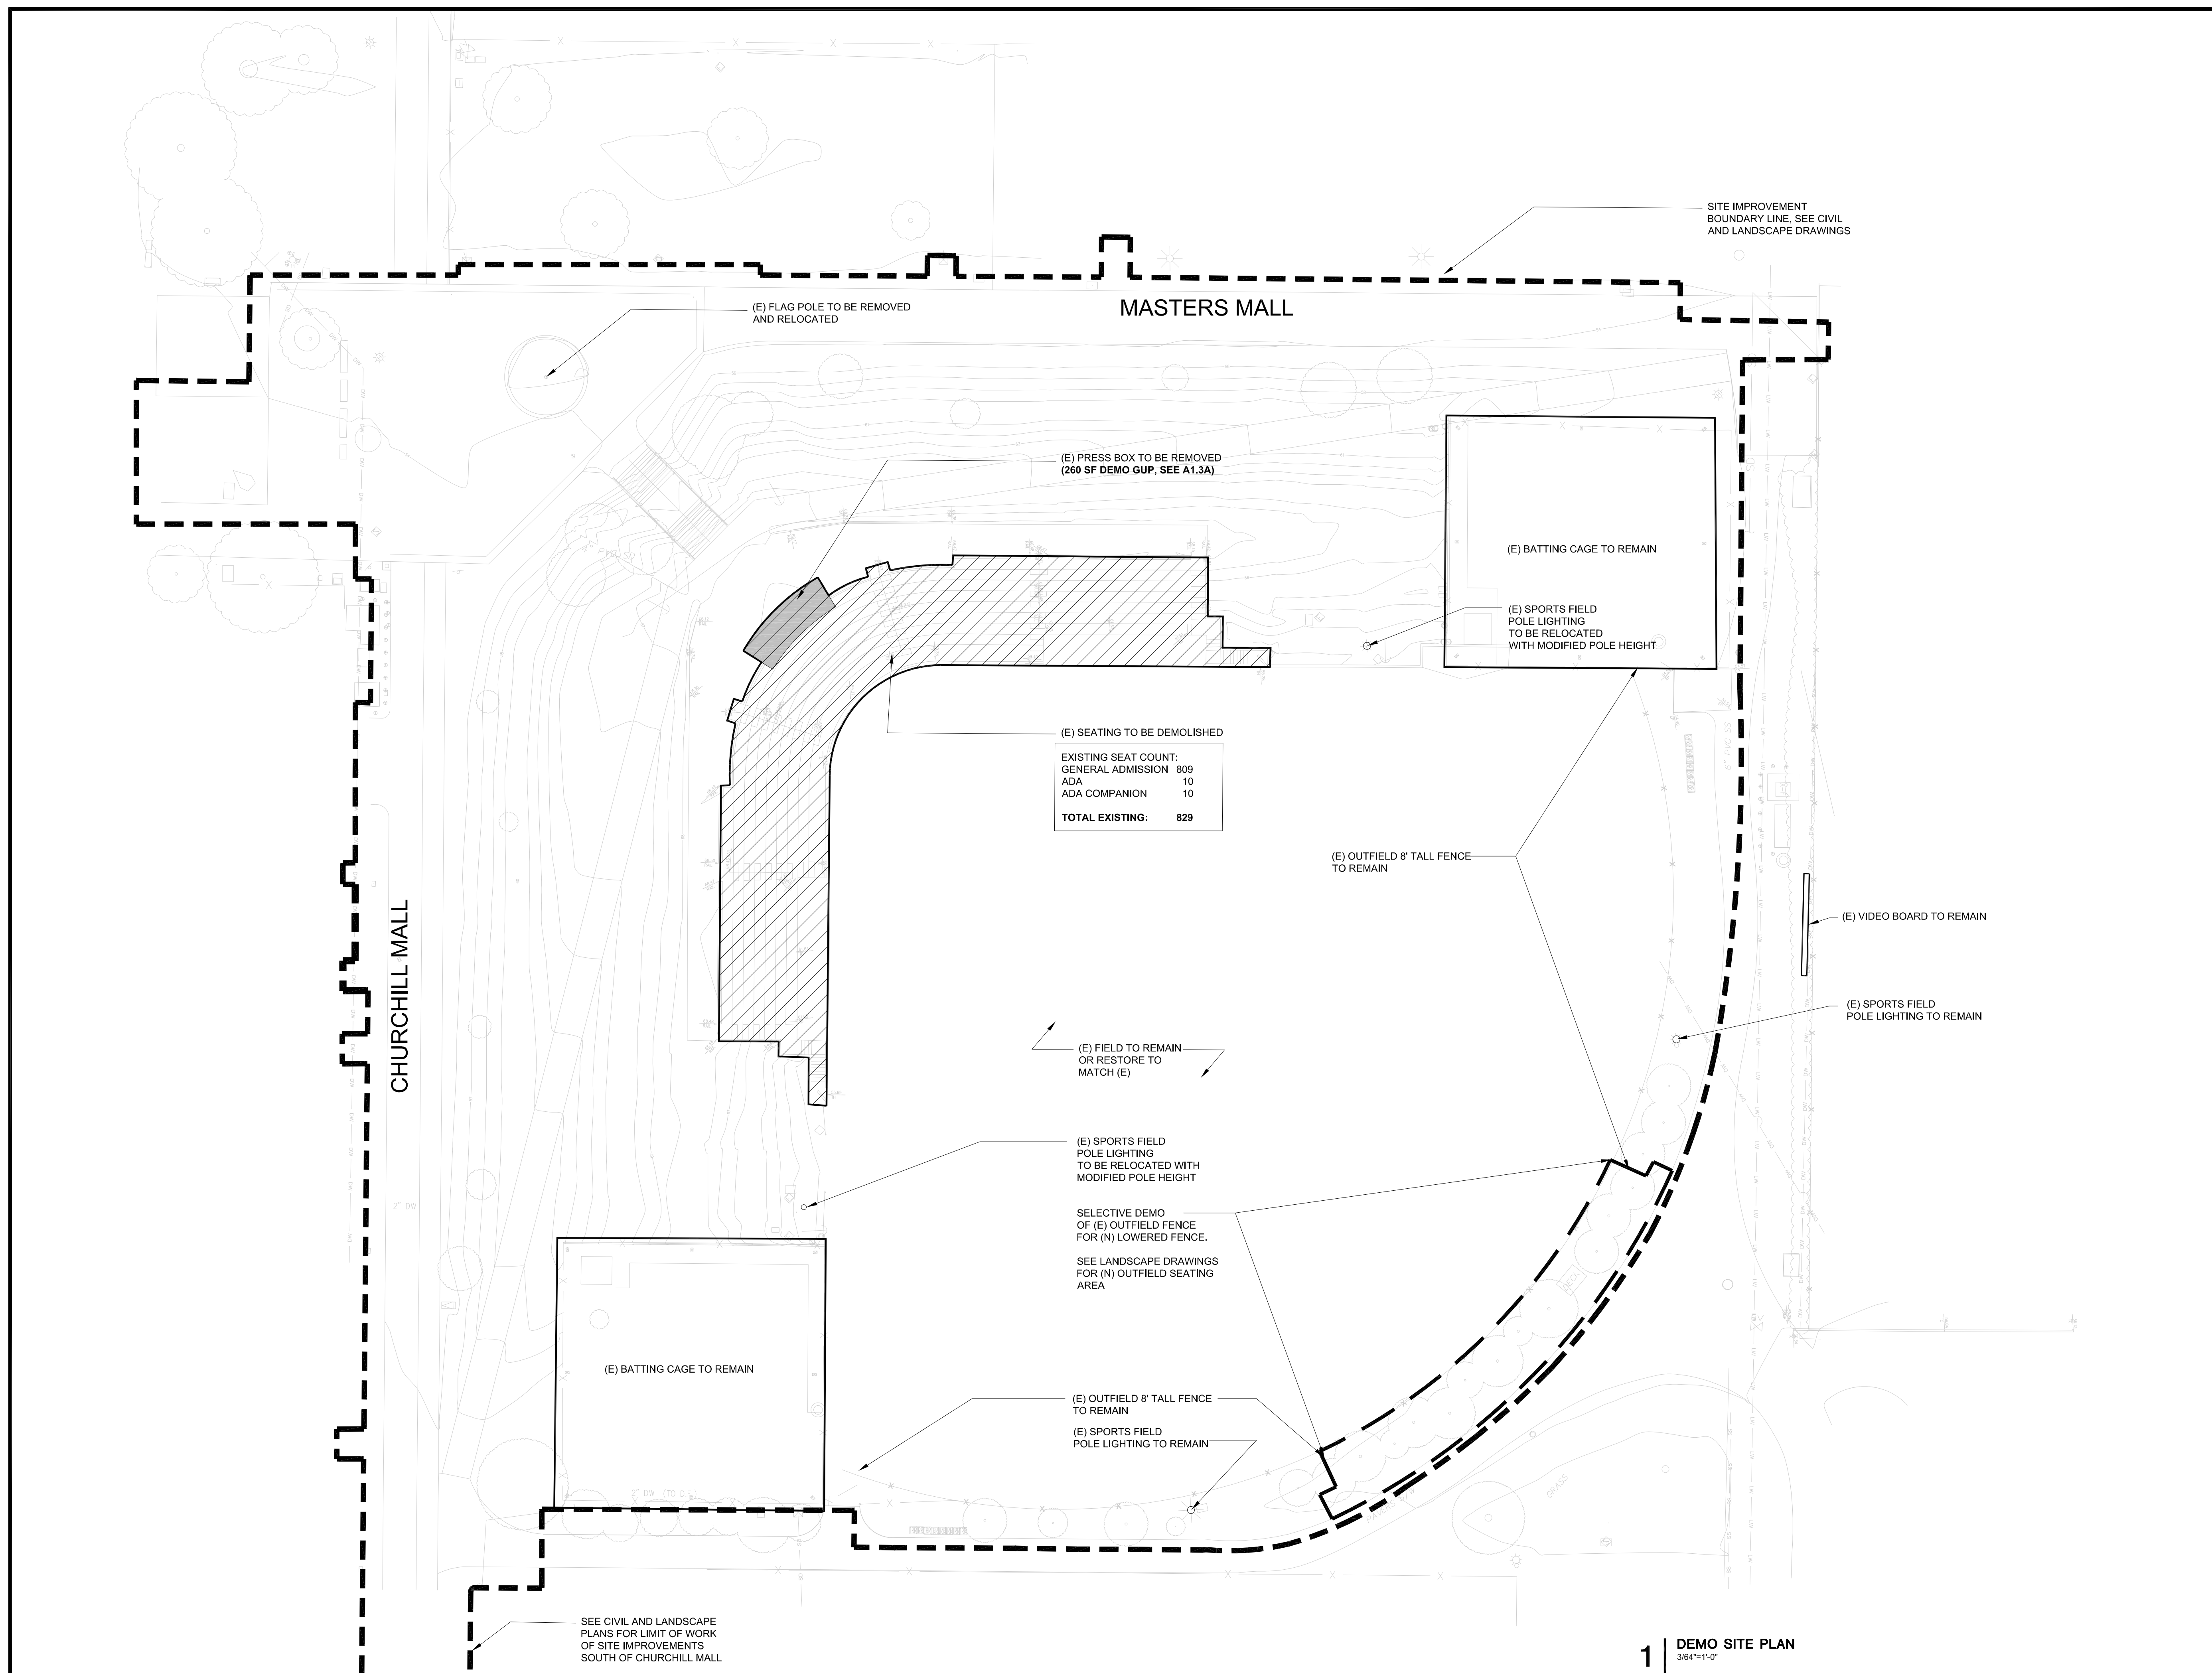 SITE IMPROVEMENT
BOUNDARY LINE, SEE CIVIL
AND LANDSCAPE DRAWINGS
MASTERS MALL
(E) FLAG POLE TO BE REMOVED
AND RELOCATED
(E) PRESS BOX TO BE REMOVED
(260 SF DEMO GUP, SEE A1.3A)
(E) BATTING CAGE TO REMAIN
(E) SPORTS FIELD
POLE LIGHTING
TO BE RELOCATED
WITH MODIFIED POLE HEIGHT
(E) SEATING TO BE DEMOLISHED
EXISTING SEAT COUNT:
GENERAL ADMISSION 809
ADA 10
ADA COMPANION 10
TOTAL EXISTING: 829
(E) OUTFIELD 8' TALL FENCE
TO REMAIN
(E) VIDEO BOARD TO REMAIN
CHURCHILL MALL
(E) SPORTS FIELD
POLE LIGHTING TO REMAIN
(E) FIELD TO REMAIN
OR RESTORE TO
MATCH (E)
(E) SPORTS FIELD
POLE LIGHTING
TO BE RELOCATED WITH
MODIFIED POLE HEIGHT
2" DW
SELECTIVE DEMO
OF (E) OUTFIELD FENCE
FOR (N) LOWERED FENCE.
SEE LANDSCAPE DRAWINGS
FOR (N) OUTFIELD SEATING
AREA
DECK
(E) BATTING CAGE TO REMAIN
(E) OUTFIELD 8' TALL FENCE
TO REMAIN
(E) SPORTS FIELD
POLE LIGHTING TO REMAIN
GRASS
2" DW (TO D.F.)
SEE CIVIL AND LANDSCAPE
PLANS FOR LIMIT OF WORK
OF SITE IMPROVEMENTS
SOUTH OF CHURCHILL MALL
1 DEMO SITE PLAN
3/64"=1'-0"